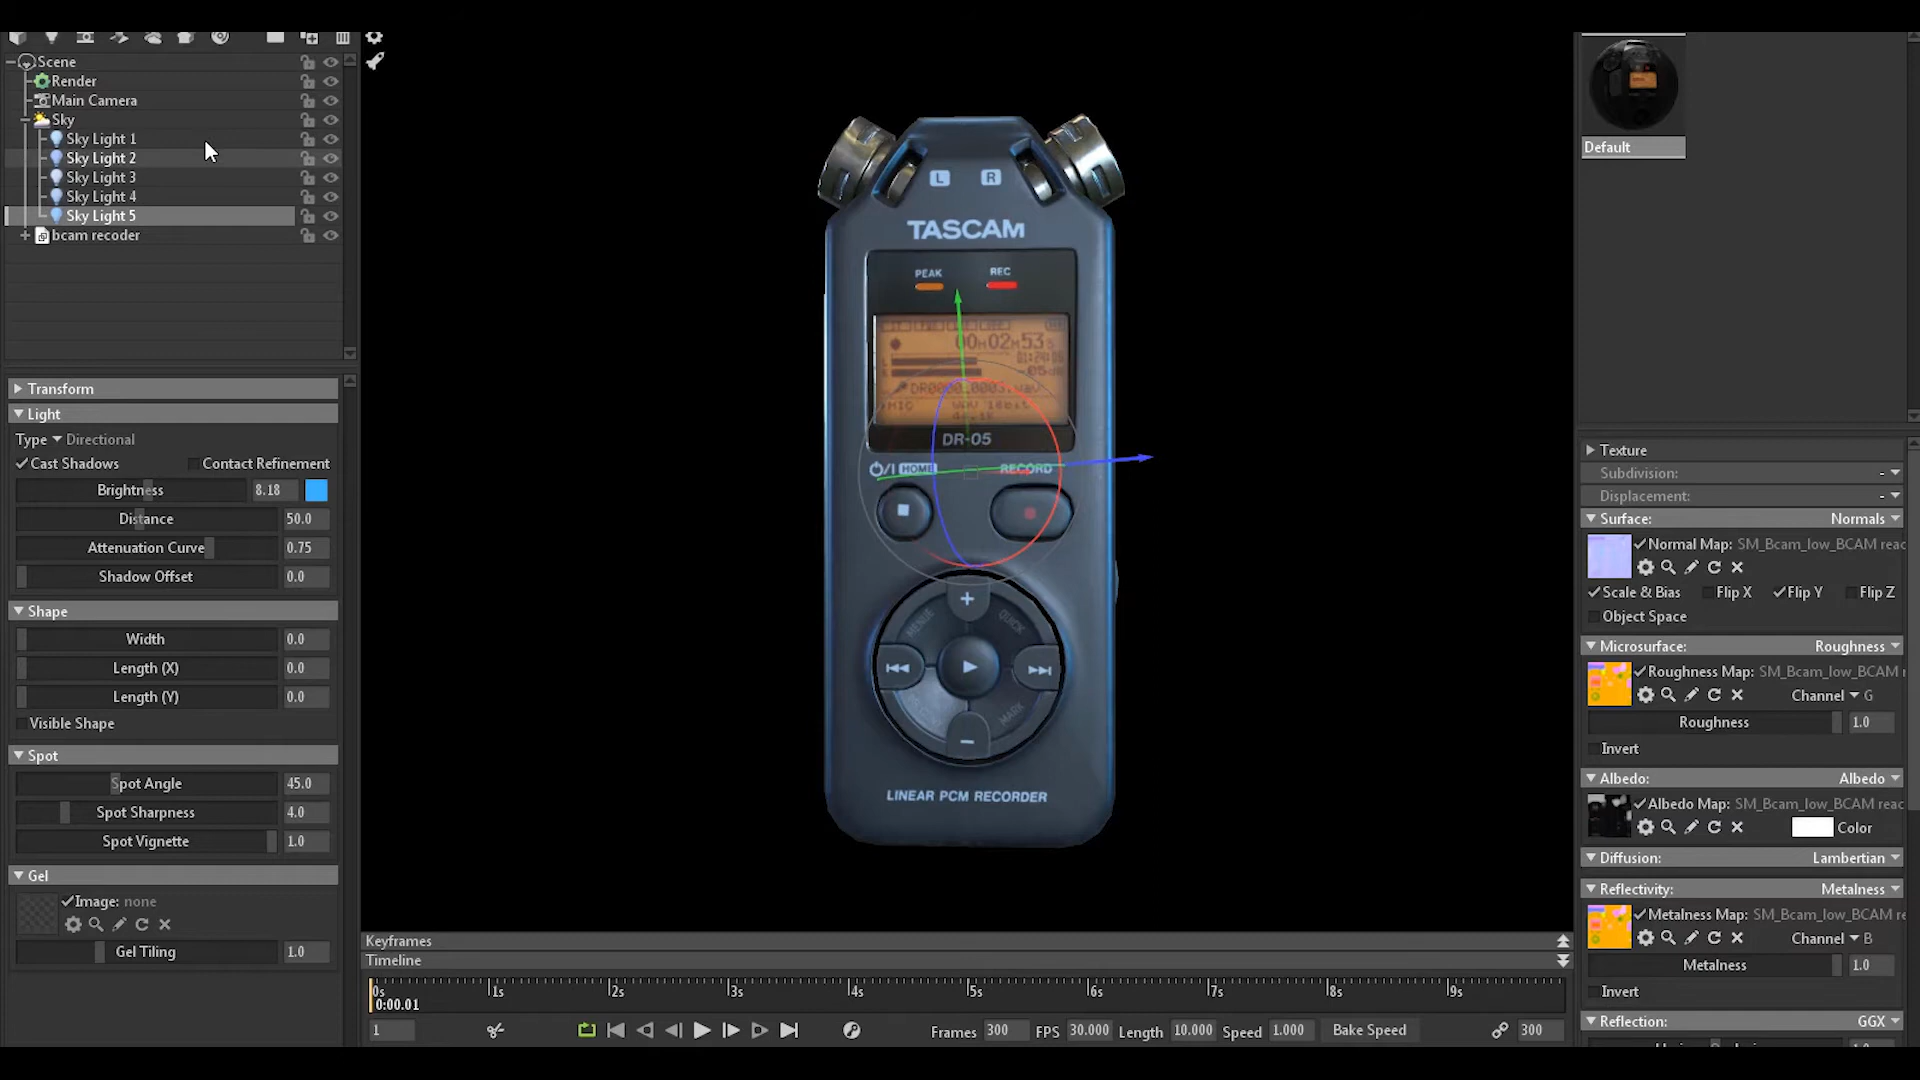 Scene
Render
Main Camera
Sky
Sky Light 1
Sky Light 2
Sky Light 3
Sky Light 4
Sky Light 5
bcam recoder
Transform
Light
Type Directional
Cast Shadows Contact Refinement
Brightness 8.18
Distance 50.0
Attenuation Curve 0.75
Shadow Offset 0.0
Shape
Width 0.0
Length (X) 0.0
Length (Y) 0.0
Visible Shape
Spot
Spot Angle 45.0
Spot Sharpness 4.0
Spot Vignette 1.0
Gel
Image: none
Gel Tiling 1.0
L R
TASCAM
PEAK REC
00H02M53s
DR-05
HOME RECORD
MENU QUICK
MARK
LINEAR PCM RECORDER
Keyframes
Timeline
0s 1s 2s 3s 4s 5s 6s 7s 8s 9s
0:00.01
1 Frames 300 FPS 30.000 Length 10.000 Speed 1.000 Bake Speed 300
Default
Texture
Subdivision: -
Displacement: -
Surface: Normals
Normal Map: SM_Bcam_low_BCAM reac
Scale & Bias Flip X Flip Y Flip Z
Object Space
Microsurface: Roughness
Roughness Map: SM_Bcam_low_BCAM r
Channel G
Roughness 1.0
Invert
Albedo: Albedo
Albedo Map: SM_Bcam_low_BCAM reac
Color
Diffusion: Lambertian
Reflectivity: Metalness
Metalness Map: SM_Bcam_low_BCAM re
Channel B
Metalness 1.0
Invert
Reflection: GGX